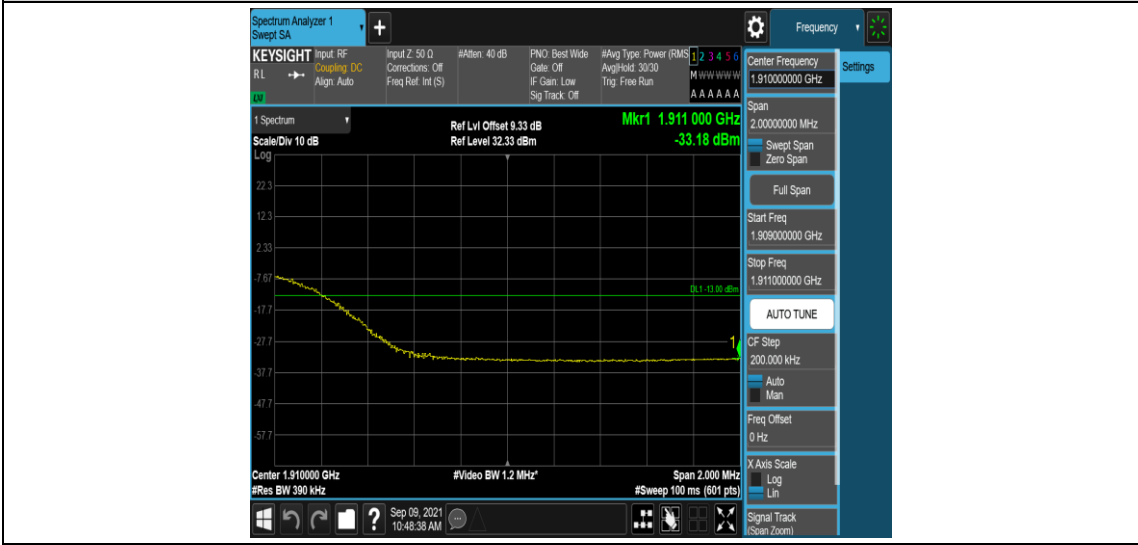 Spectrum Analyzer 1
Swept SA
+
Frequency
KEYSIGHT
RL
LNI
Input: RF
Coupling: DC
Align: Auto
Input Z: 50 Ω
Corrections: Off
Freq Ref: Int (S)
#Atten: 40 dB
PNO: Best Wide
Gate: Off
IF Gain: Low
Sig Track: Off
#Avg Type: Power (RMS
Avg|Hold: 30/30
Trig: Free Run
1 2 3 4 5 6
M W W W W W
A A A A A A
1 Spectrum
Scale/Div 10 dB
Log
Ref Lvl Offset 9.33 dB
Ref Level 32.33 dBm
Mkr1 1.911 000 GHz
-33.18 dBm
22.3
12.3
2.33
-7.67
DL1 -13.00 dBm
-17.7
-27.7
1
-37.7
-47.7
-57.7
Center 1.910000 GHz
#Video BW 1.2 MHz*
Span 2.000 MHz
#Res BW 390 kHz
#Sweep 100 ms (601 pts)
Center Frequency
1.910000000 GHz
Settings
Span
2.00000000 MHz
Swept Span
Zero Span
Full Span
Start Freq
1.909000000 GHz
Stop Freq
1.911000000 GHz
AUTO TUNE
CF Step
200.000 kHz
Auto
Man
Freq Offset
0 Hz
X Axis Scale
Log
Lin
Signal Track
(Span Zoom)
?
Sep 09, 2021
10:48:38 AM